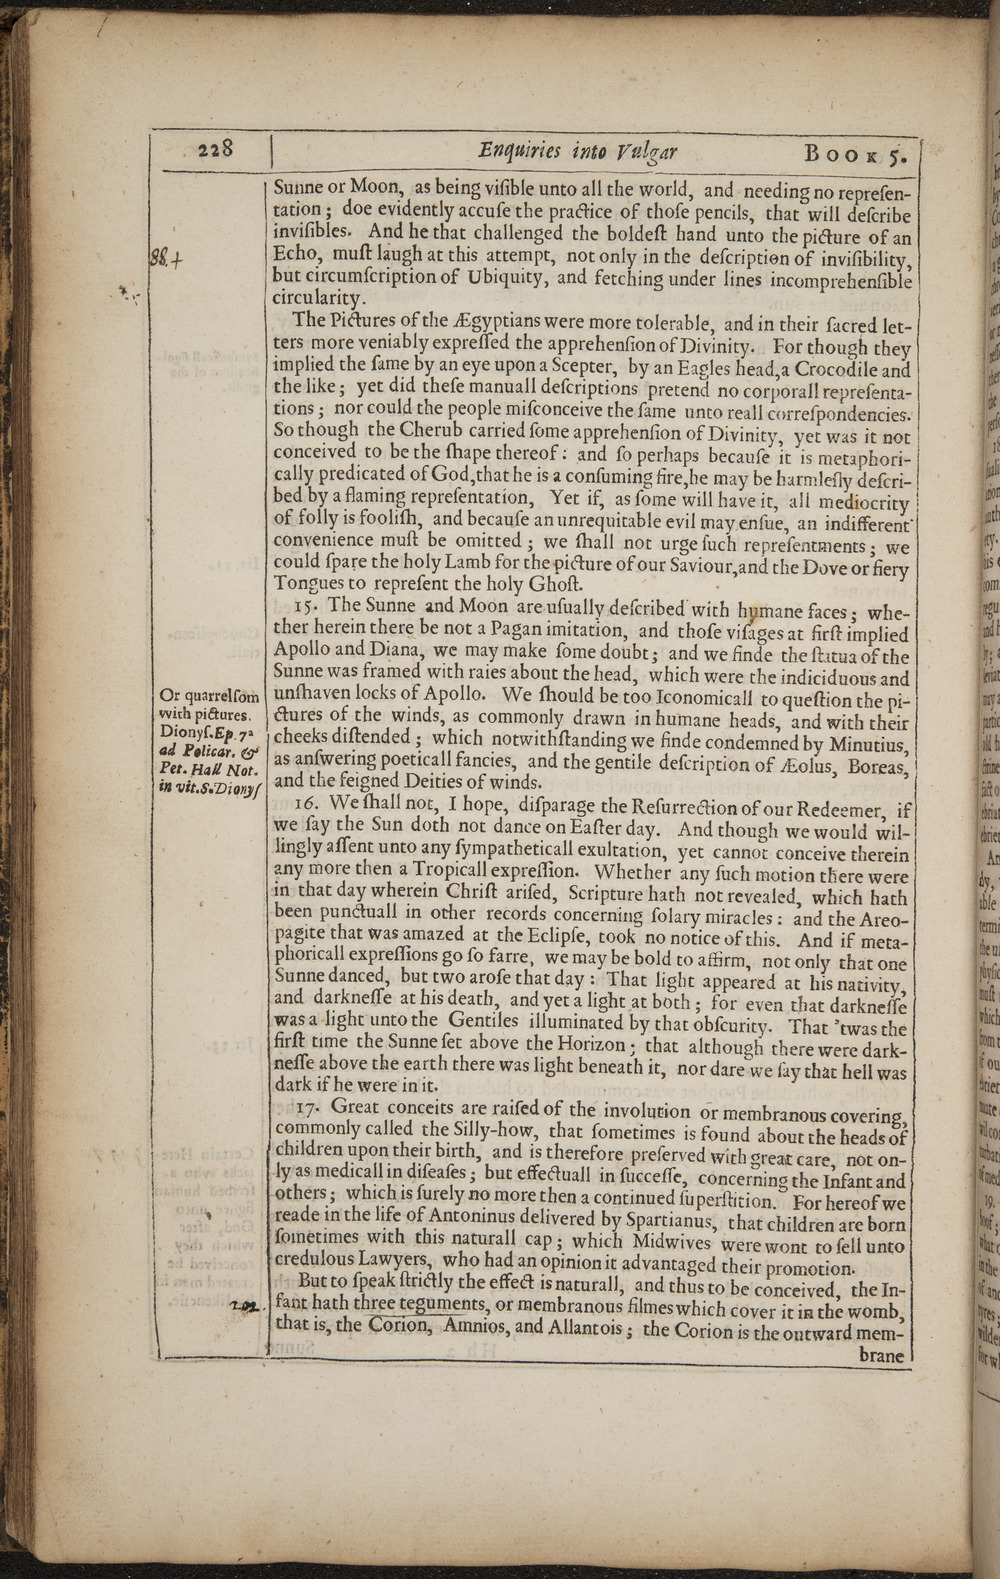 228 Enquiries into Vulgar BOOK 5.
Sunne or Moon, as being viſible unto all the world, and needing no repreſen-
tation; doe evidently accuſe the practice of thoſe pencils, that will deſcribe
inviſibles. And he that challenged the boldeſt hand unto the picture of an
Echo, muſt laugh at this attempt, not only in the deſcription of inviſibility,
but circumſcription of Ubiquity, and fetching under lines incomprehenſible
circularity.
88.+
The Pictures of the Ægyptians were more tolerable, and in their ſacred let-
ters more veniably expreſſed the apprehenſion of Divinity. For though they
implied the ſame by an eye upon a Scepter, by an Eagles head,a Crocodile and
the like; yet did theſe manuall deſcriptions pretend no corporall repreſenta-
tions; nor could the people miſconceive the ſame unto reall correſpondencies.
So though the Cherub carried ſome apprehenſion of Divinity, yet was it not
conceived to be the ſhape thereof: and ſo perhaps becauſe it is metaphori-
cally predicated of God,that he is a conſuming fire,he may be harmleſly deſcri-
bed by a flaming repreſentation, Yet if, as ſome will have it, all mediocrity
of folly is fooliſh, and becauſe an unrequitable evil may enſue, an indifferent
convenience muſt be omitted; we ſhall not urge ſuch repreſentments; we
could ſpare the holy Lamb for the picture of our Saviour,and the Dove or fiery
Tongues to repreſent the holy Ghoſt.
15. The Sunne and Moon are uſually deſcribed with humane faces; whe-
ther herein there be not a Pagan imitation, and thoſe viſages at firſt implied
Apollo and Diana, we may make ſome doubt; and we finde the ſtatua of the
Sunne was framed with raies about the head, which were the indiciduous and
unſhaven locks of Apollo. We ſhould be too Iconomicall to queſtion the pi-
ctures of the winds, as commonly drawn in humane heads, and with their
cheeks diſtended; which notwithſtanding we finde condemned by Minutius,
as anſwering poeticall fancies, and the gentile deſcription of Æolus, Boreas,
and the feigned Deities of winds.
Or quarrelſom
with pictures.
Dionyſ.Ep.7ª
ad Policar. &
Pet. Hall Not.
in vit.S.Dionyſ
16. We ſhall not, I hope, diſparage the Reſurrection of our Redeemer, if
we ſay the Sun doth not dance on Eaſter day. And though we would wil-
lingly aſſent unto any ſympatheticall exultation, yet cannot conceive therein
any more then a Tropicall expreſſion. Whether any ſuch motion there were
in that day wherein Chriſt ariſed, Scripture hath not revealed, which hath
been punctuall in other records concerning ſolary miracles: and the Areo-
pagite that was amazed at the Eclipſe, took no notice of this. And if meta-
phoricall expreſſions go ſo farre, we may be bold to affirm, not only that one
Sunne danced, but two aroſe that day: That light appeared at his nativity,
and darkneſſe at his death, and yet a light at both; for even that darkneſſe
was a light unto the Gentiles illuminated by that obſcurity. That 'twas the
firſt time the Sunne ſet above the Horizon; that although there were dark-
neſſe above the earth there was light beneath it, nor dare we ſay that hell was
dark if he were in it.
17. Great conceits are raiſed of the involution or membranous covering,
commonly called the Silly-how, that ſometimes is found about the heads of
children upon their birth, and is therefore preſerved with great care, not on-
ly as medicall in diſeaſes; but effectuall in ſucceſſe, concerning the Infant and
others; which is ſurely no more then a continued ſuperſtition. For hereof we
reade in the life of Antoninus delivered by Spartianus, that children are born
ſometimes with this naturall cap; which Midwives were wont to ſell unto
credulous Lawyers, who had an opinion it advantaged their promotion.
But to ſpeak ſtrictly the effect is naturall, and thus to be conceived, the In-
fant hath three teguments, or membranous filmes which cover it in the womb,
that is, the Corion, Amnios, and Allantois; the Corion is the outward mem-
brane